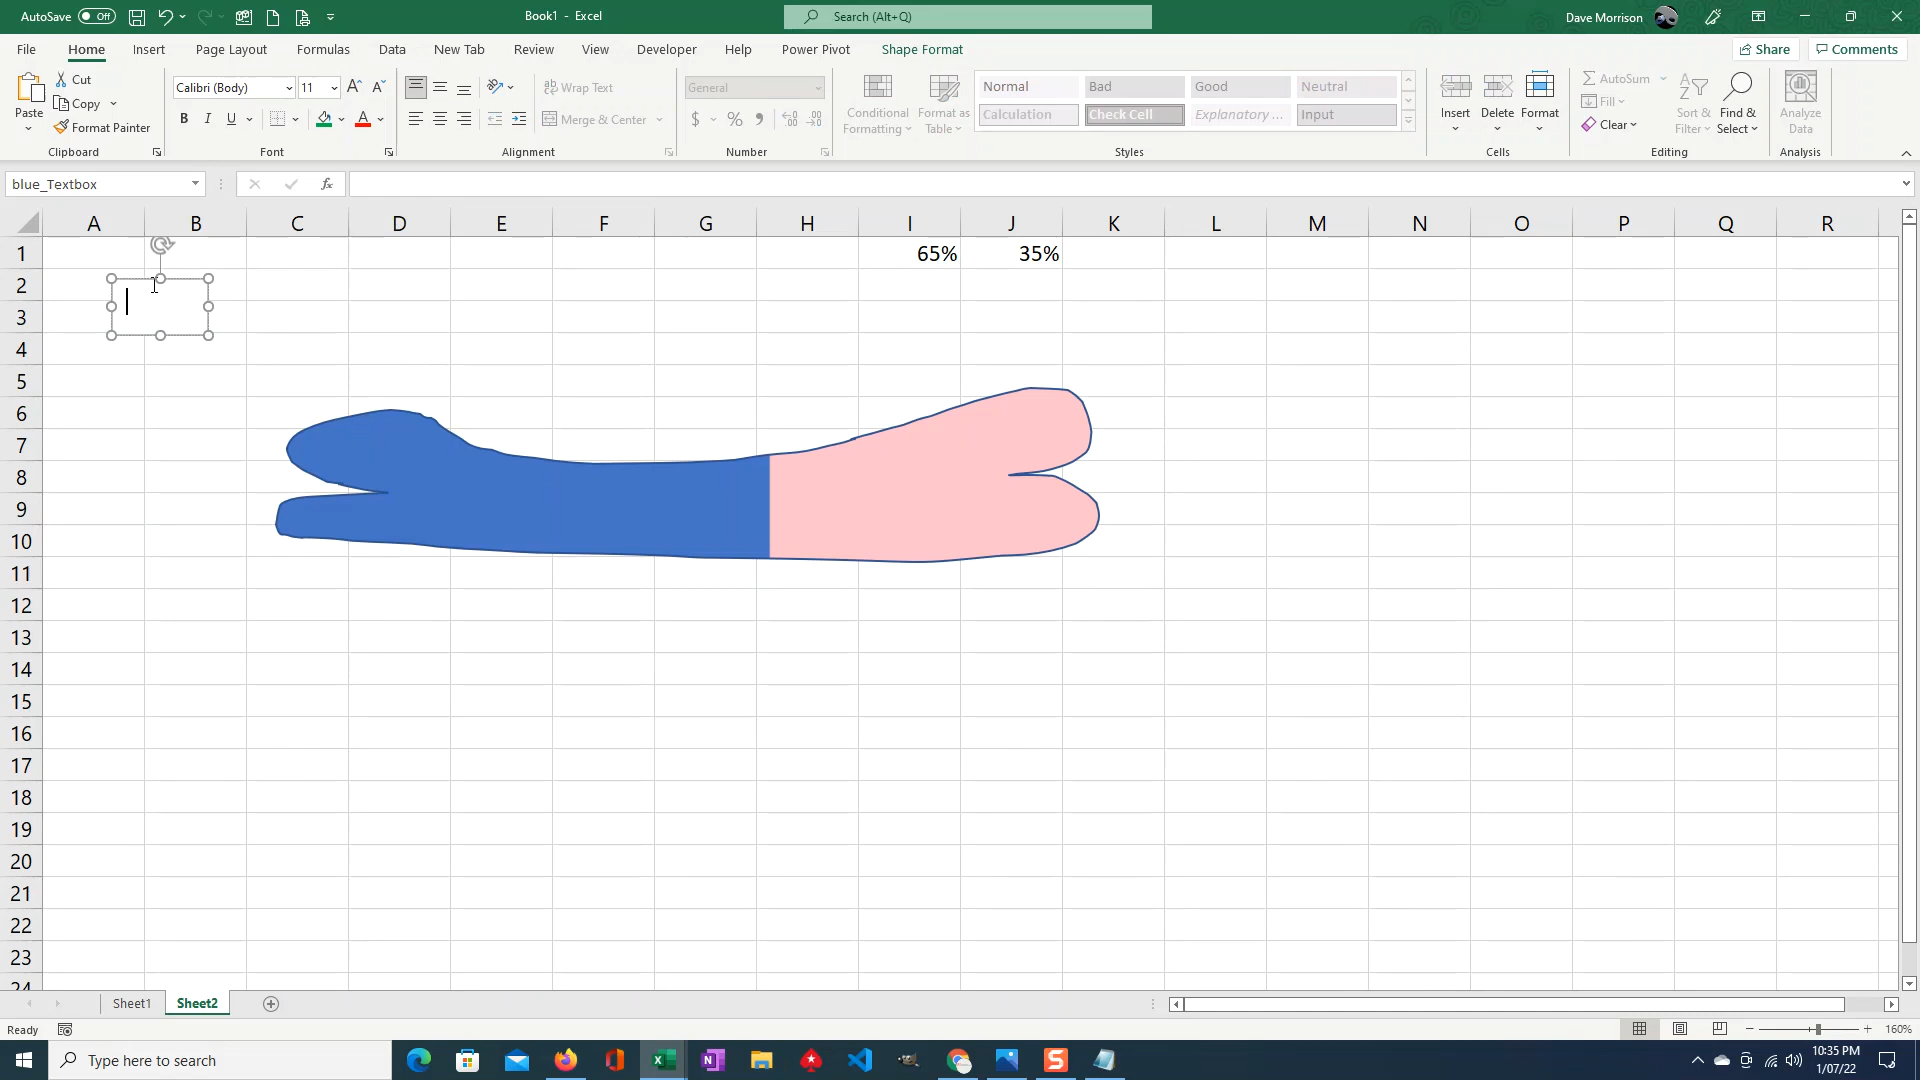 AutoSave Off Book1 - Excel Search (Alt+Q) Dave Morrison
File Home Insert Page Layout Formulas Data New Tab Review View Developer Help Power Pivot Shape Format Share Comments
Paste Cut Copy Format Painter Clipboard
Calibri (Body) 11 A A B I U A Font
Wrap Text Merge & Center Alignment
General $ % 9 Number
Conditional Formatting Format as Table
Normal Bad Good Neutral
Calculation Check Cell Explanatory ... Input
Styles
Insert Delete Format Cells
AutoSum Fill Clear Sort & Filter Find & Select Editing
Analyze Data Analysis
blue_Textbox fx
A B C D E F G H I J K L M N O P Q R
1 65% 35%
2
3
4
5
6
7
8
9
10
11
12
13
14
15
16
17
18
19
20
21
22
23
24
Sheet1 Sheet2
Ready 160%
Type here to search 10:35 PM
1/07/22